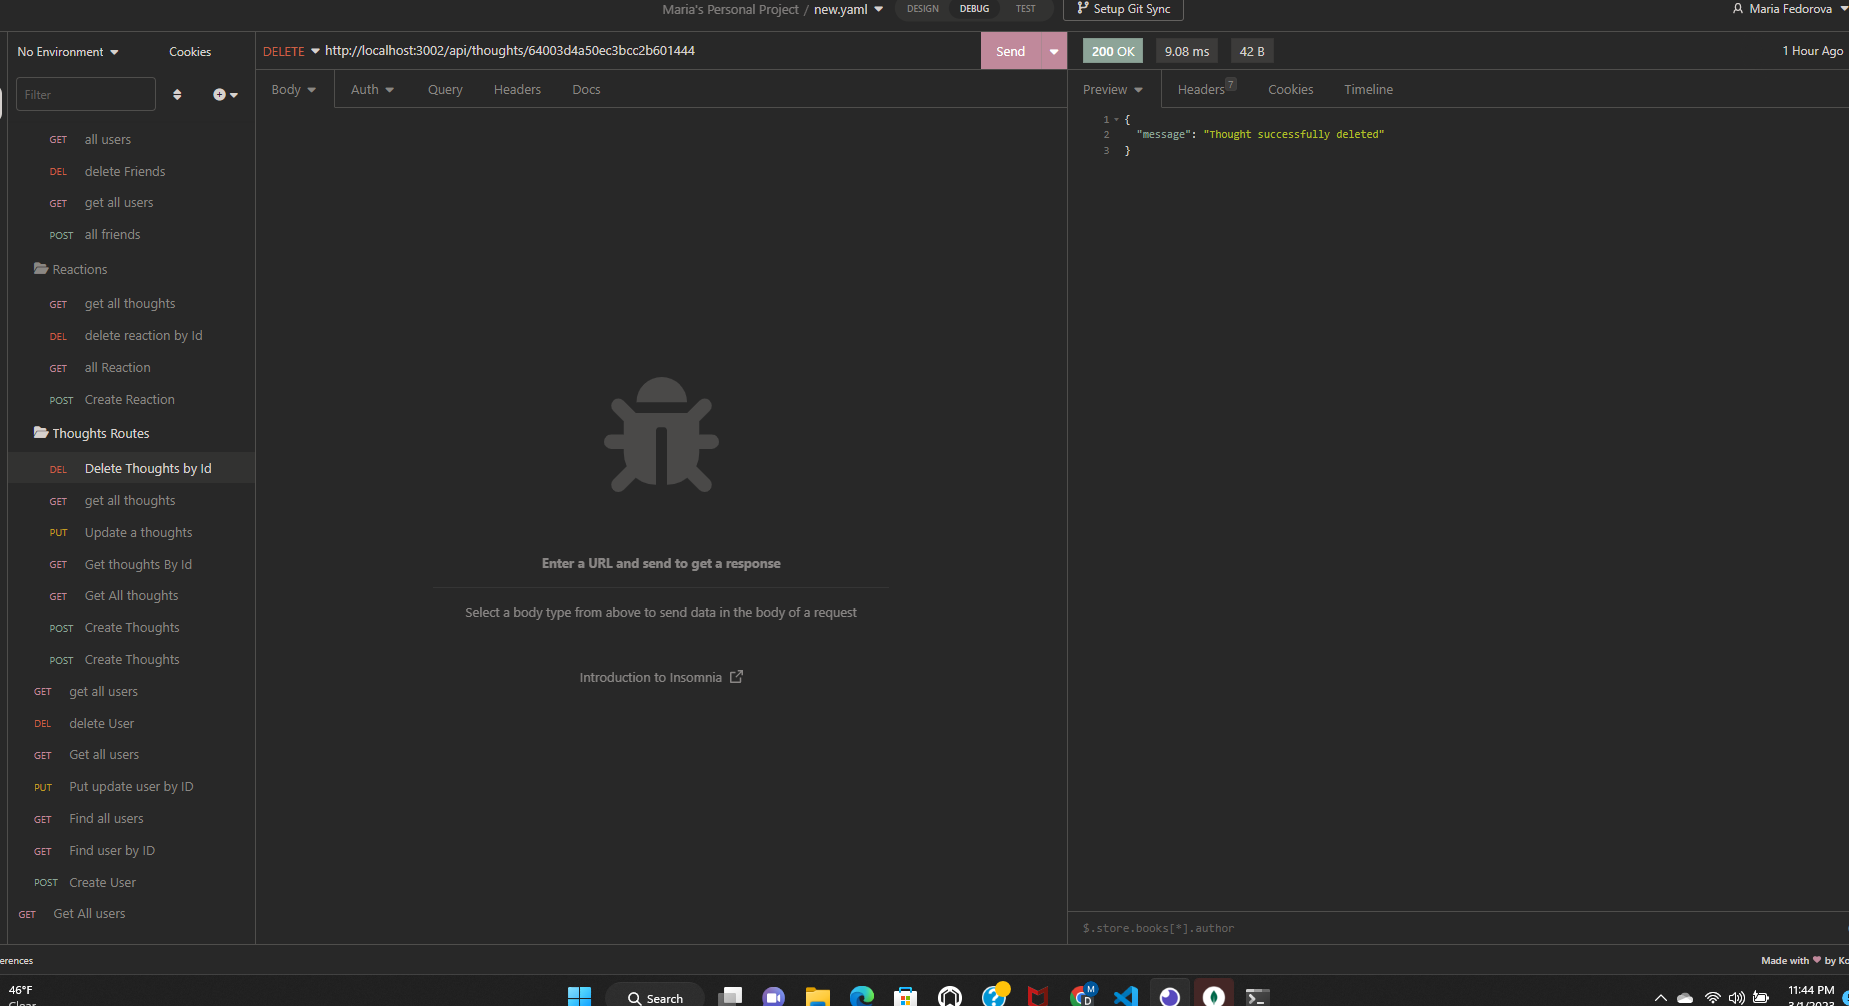 Maria's Personal Project / new.yaml
DESIGN DEBUG TEST
Setup Git Sync
Maria Fedorova
No Environment
Cookies
DELETE http://localhost:3002/api/thoughts/64003d4a50ec3bcc2b601444
Send
200 OK 9.08 ms 42 B
1 Hour Ago
Filter
Body Auth Query Headers Docs
Preview Headers 7 Cookies Timeline
GET all users
DEL delete Friends
GET get all users
POST all friends
Reactions
GET get all thoughts
DEL delete reaction by Id
GET all Reaction
POST Create Reaction
Thoughts Routes
DEL Delete Thoughts by Id
GET get all thoughts
PUT Update a thoughts
GET Get thoughts By Id
GET Get All thoughts
POST Create Thoughts
POST Create Thoughts
GET get all users
DEL delete User
GET Get all users
PUT Put update user by ID
GET Find all users
GET Find user by ID
POST Create User
GET Get All users
Enter a URL and send to get a response
Select a body type from above to send data in the body of a request
Introduction to Insomnia
1 {
2 "message": "Thought successfully deleted"
3 }
$.store.books[*].author
erences
Made with ♥ by Ko
46°F
Clear
Search
M
D
11:44 PM
3/1/2023